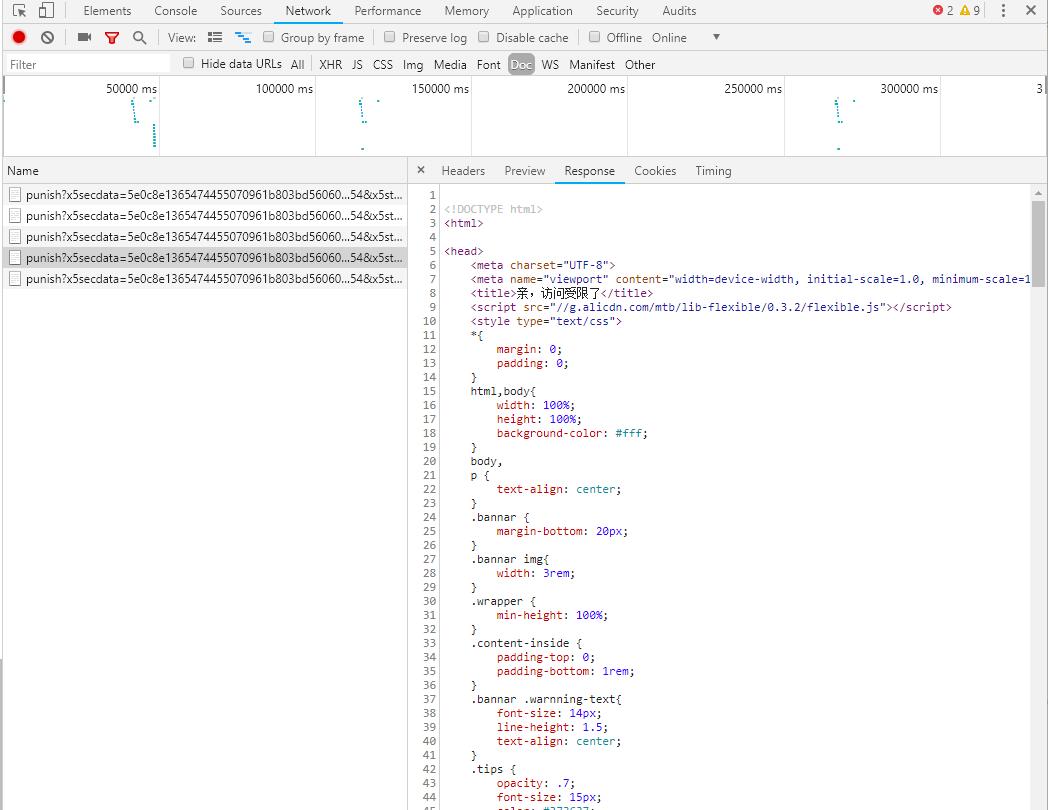 Elements Console Sources Network Performance Memory Application Security Audits 2 9
View: Group by frame Preserve log Disable cache Offline Online
Filter Hide data URLs All XHR JS CSS Img Media Font Doc WS Manifest Other
50000 ms 100000 ms 150000 ms 200000 ms 250000 ms 300000 ms 3
Name
punish?x5secdata=5e0c8e1365474455070961b803bd56060...54&x5st...
punish?x5secdata=5e0c8e1365474455070961b803bd56060...54&x5st...
punish?x5secdata=5e0c8e1365474455070961b803bd56060...54&x5st...
punish?x5secdata=5e0c8e1365474455070961b803bd56060...54&x5st...
punish?x5secdata=5e0c8e1365474455070961b803bd56060...54&x5st...
× Headers Preview Response Cookies Timing
1
2 <!DOCTYPE html>
3 <html>
4
5 <head>
6 <meta charset="UTF-8">
7 <meta name="viewport" content="width=device-width, initial-scale=1.0, minimum-scale=1
8 <title>亲，访问受限了</title>
9 <script src="//g.alicdn.com/mtb/lib-flexible/0.3.2/flexible.js"></script>
10 <style type="text/css">
11 *{
12 margin: 0;
13 padding: 0;
14 }
15 html,body{
16 width: 100%;
17 height: 100%;
18 background-color: #fff;
19 }
20 body,
21 p {
22 text-align: center;
23 }
24 .bannar {
25 margin-bottom: 20px;
26 }
27 .bannar img{
28 width: 3rem;
29 }
30 .wrapper {
31 min-height: 100%;
32 }
33 .content-inside {
34 padding-top: 0;
35 padding-bottom: 1rem;
36 }
37 .bannar .warnning-text{
38 font-size: 14px;
39 line-height: 1.5;
40 text-align: center;
41 }
42 .tips {
43 opacity: .7;
44 font-size: 15px;